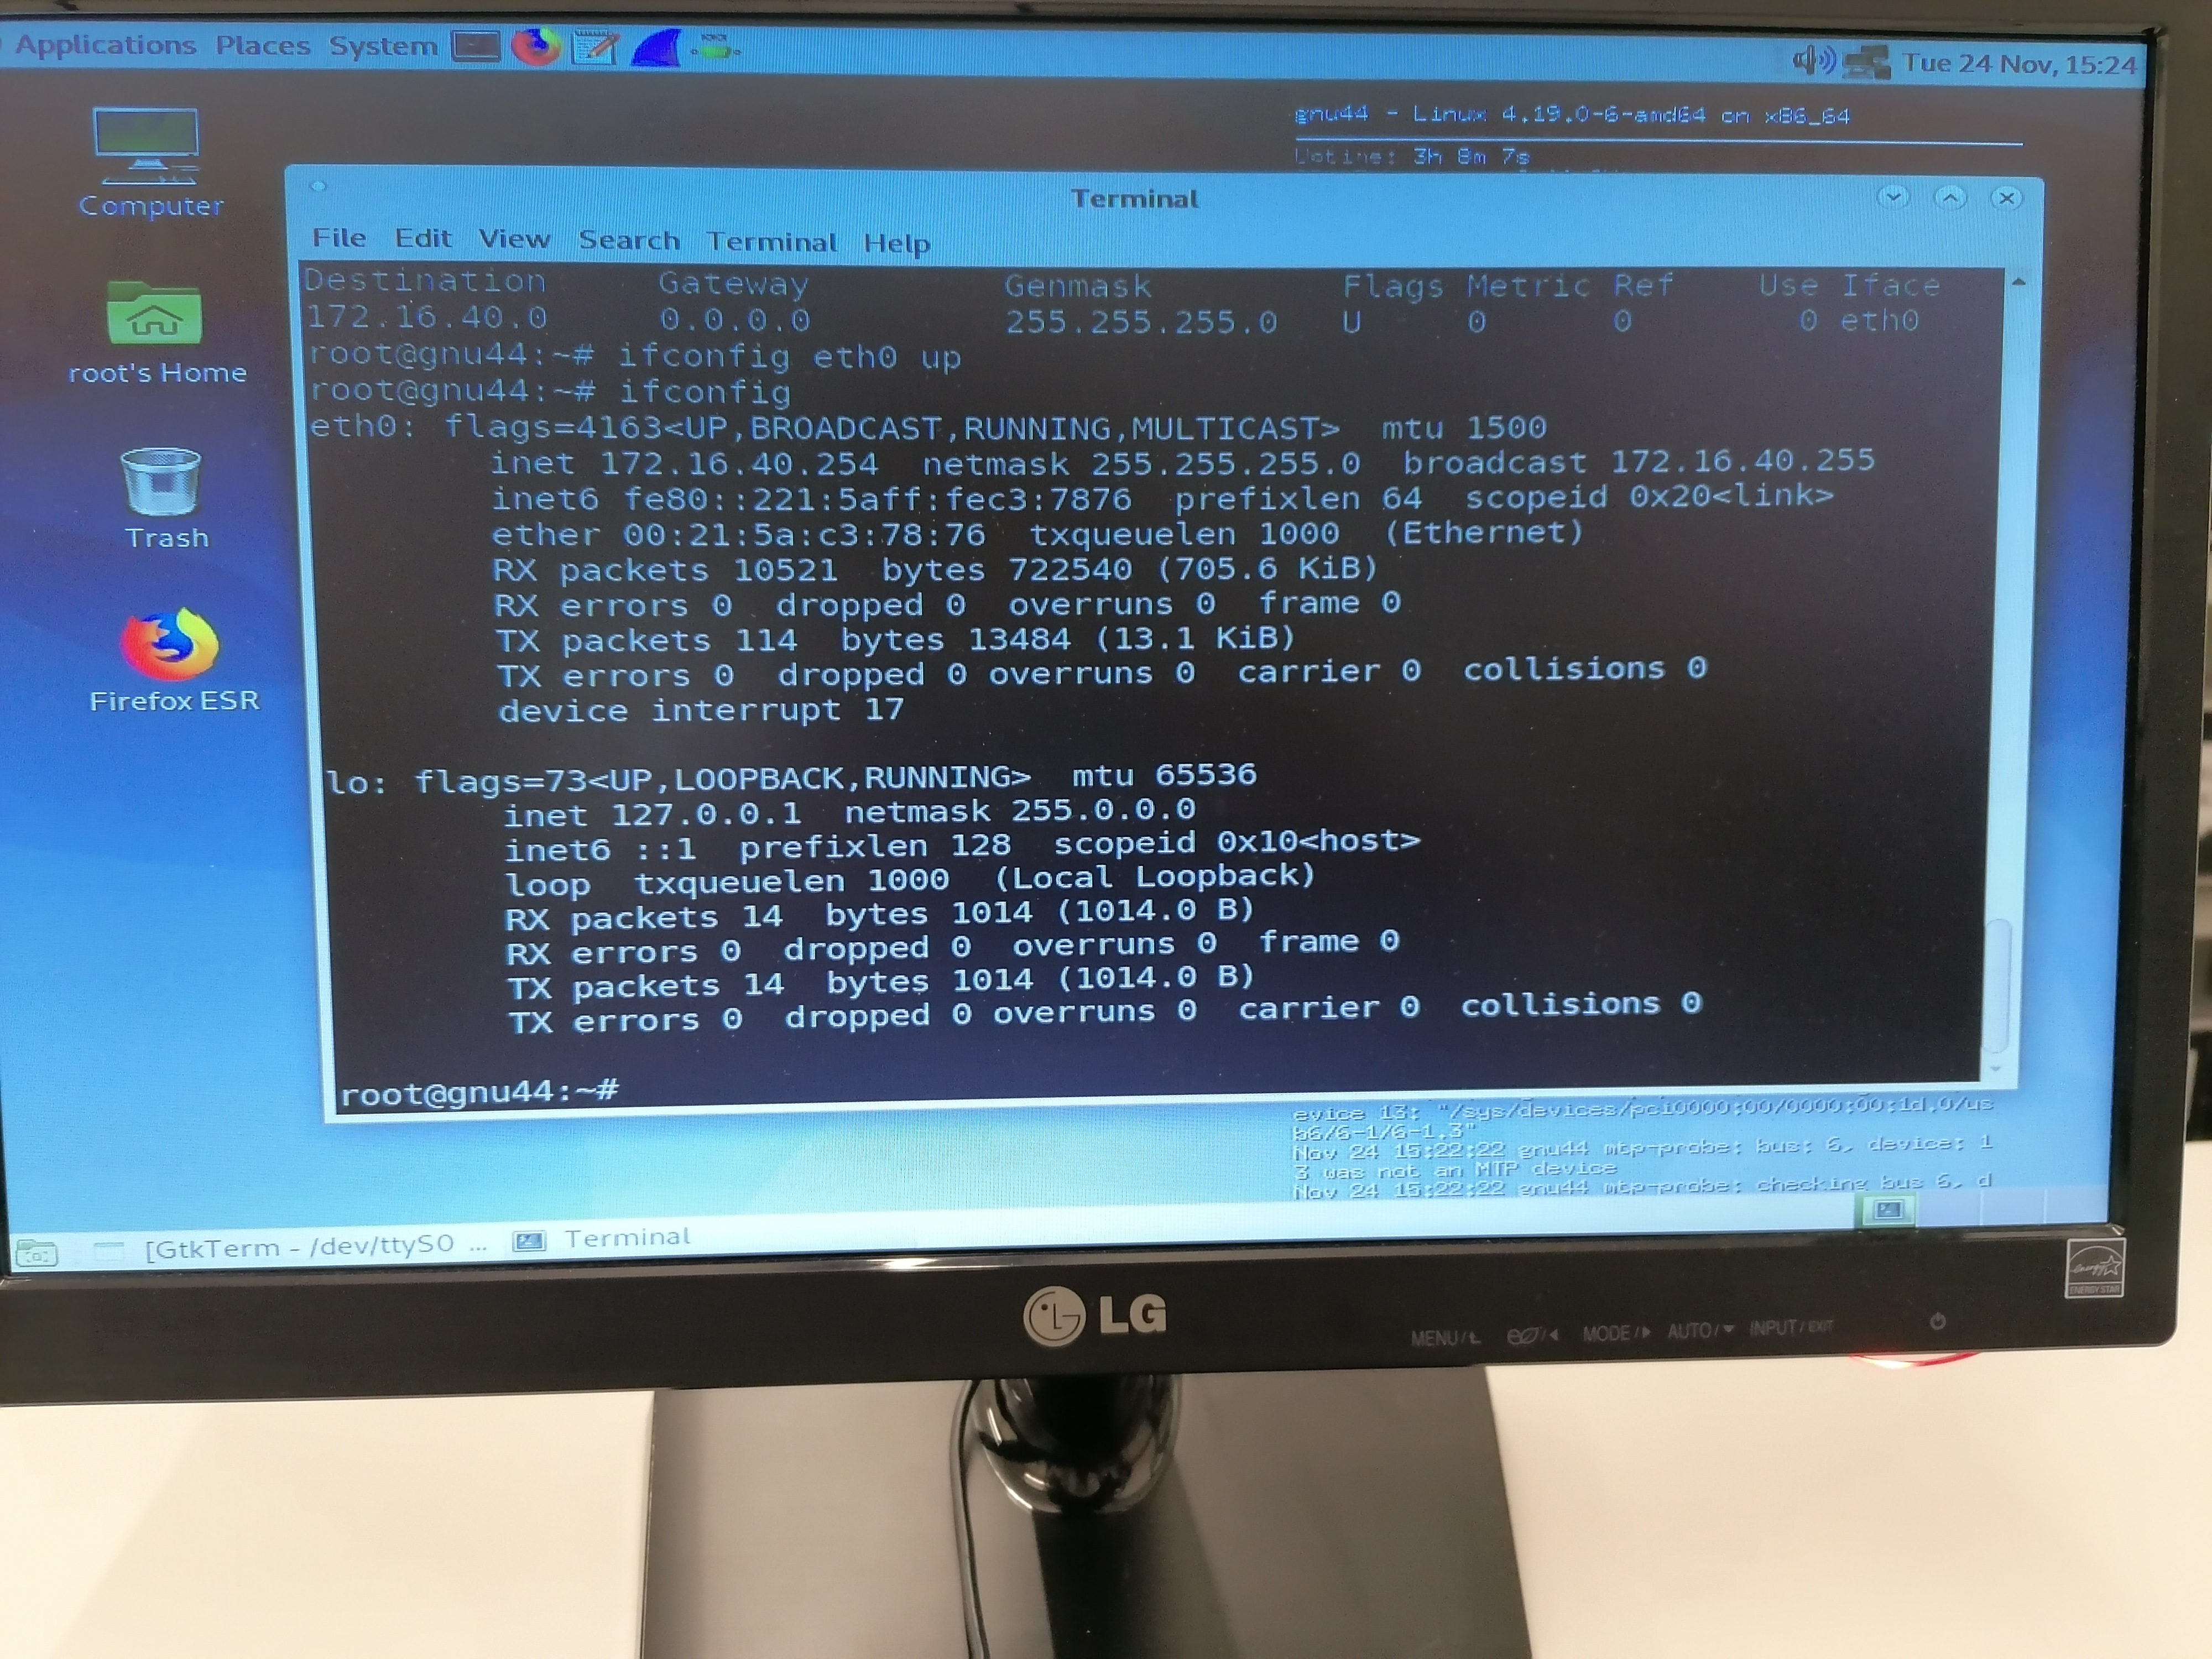 Applications Places System
Tue 24 Nov, 15:24
gnu44 - Linux 4.19.0-6-amd64 on x86_64
Uptime: 3h 8m 7s
Computer
root's Home
Trash
Firefox ESR
Terminal
File Edit View Search Terminal Help
Destination Gateway Genmask Flags Metric Ref Use Iface
172.16.40.0 0.0.0.0 255.255.255.0 U 0 0 0 eth0
root@gnu44:~# ifconfig eth0 up
root@gnu44:~# ifconfig
eth0: flags=4163<UP,BROADCAST,RUNNING,MULTICAST> mtu 1500
inet 172.16.40.254 netmask 255.255.255.0 broadcast 172.16.40.255
inet6 fe80::221:5aff:fec3:7876 prefixlen 64 scopeid 0x20<link>
ether 00:21:5a:c3:78:76 txqueuelen 1000 (Ethernet)
RX packets 10521 bytes 722540 (705.6 KiB)
RX errors 0 dropped 0 overruns 0 frame 0
TX packets 114 bytes 13484 (13.1 KiB)
TX errors 0 dropped 0 overruns 0 carrier 0 collisions 0
device interrupt 17
lo: flags=73<UP,LOOPBACK,RUNNING> mtu 65536
inet 127.0.0.1 netmask 255.0.0.0
inet6 ::1 prefixlen 128 scopeid 0x10<host>
loop txqueuelen 1000 (Local Loopback)
RX packets 14 bytes 1014 (1014.0 B)
RX errors 0 dropped 0 overruns 0 frame 0
TX packets 14 bytes 1014 (1014.0 B)
TX errors 0 dropped 0 overruns 0 carrier 0 collisions 0
root@gnu44:~#
evice 13: "/sys/devices/pci0000:00/0000:00:1d.0/us
b6/6-1/6-1.3"
Nov 24 15:22:22 gnu44 mtp-probe: bus: 6, device: 1
3 was not an MTP device
Nov 24 15:22:22 gnu44 mtp-probe: checking bus 6, d
[GtkTerm - /dev/ttyS0 ...
Terminal
LG
MENU/ MODE/ AUTO/ INPUT/EXIT
energy
ENERGY STAR